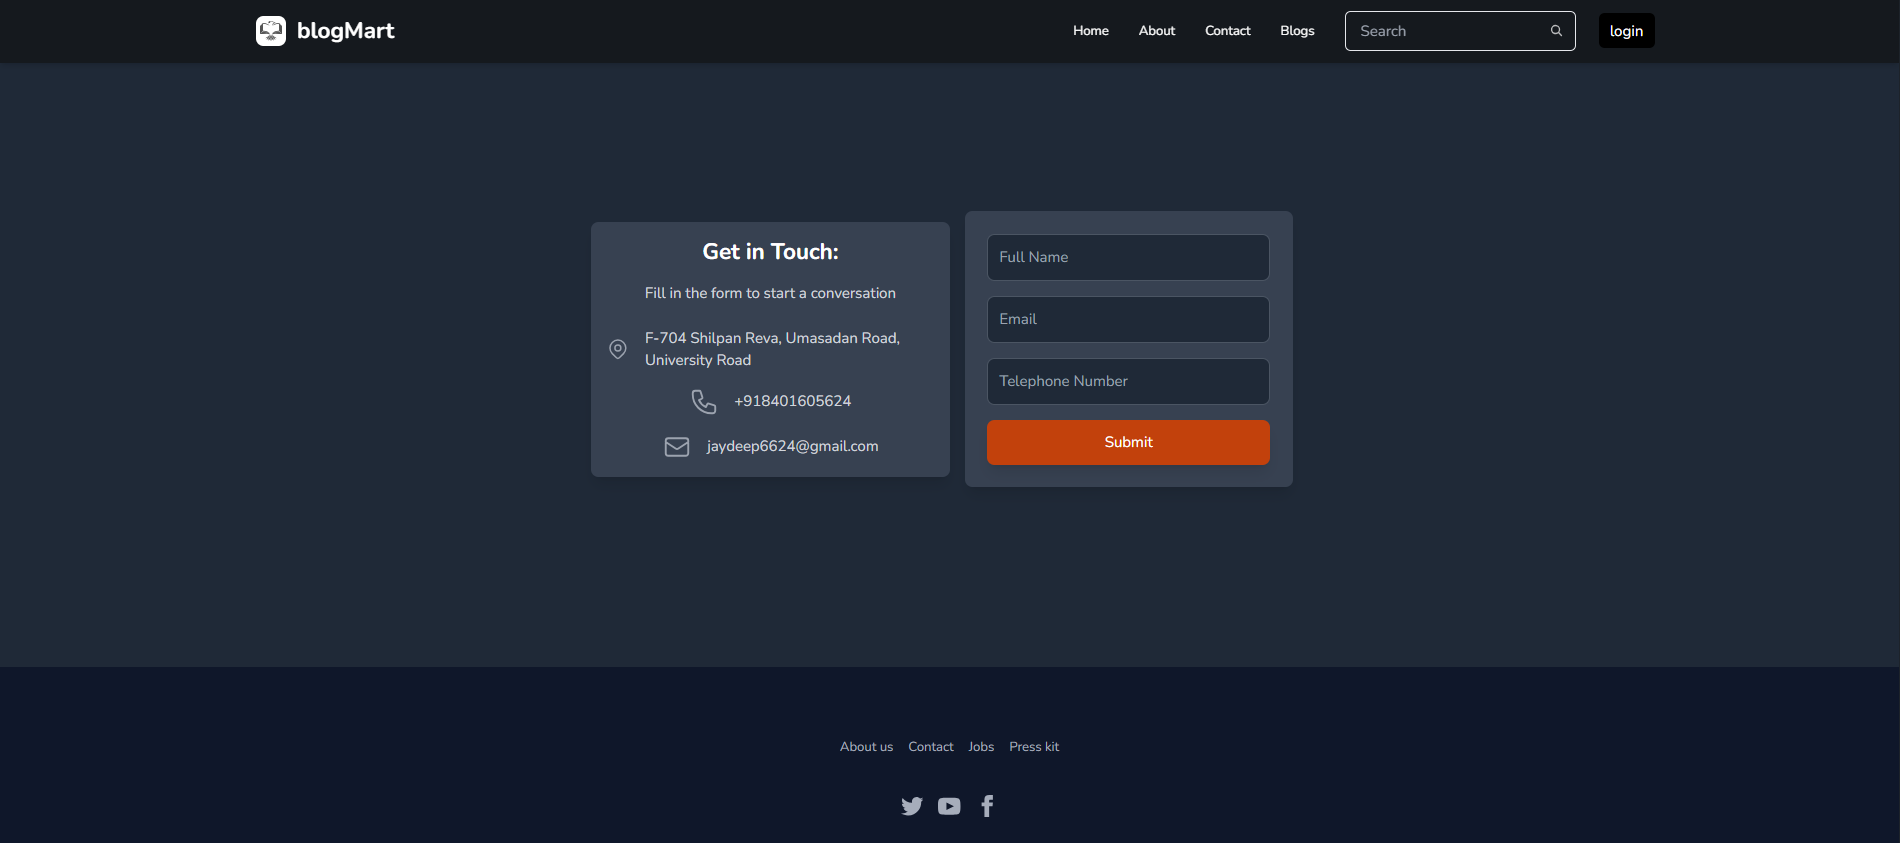 blogMart
Home
About
Contact
Blogs
Search
login
Get in Touch:
Fill in the form to start a conversation
F-704 Shilpan Reva, Umasadan Road,
University Road
+918401605624
jaydeep6624@gmail.com
Full Name
Email
Telephone Number
Submit
About us
Contact
Jobs
Press kit